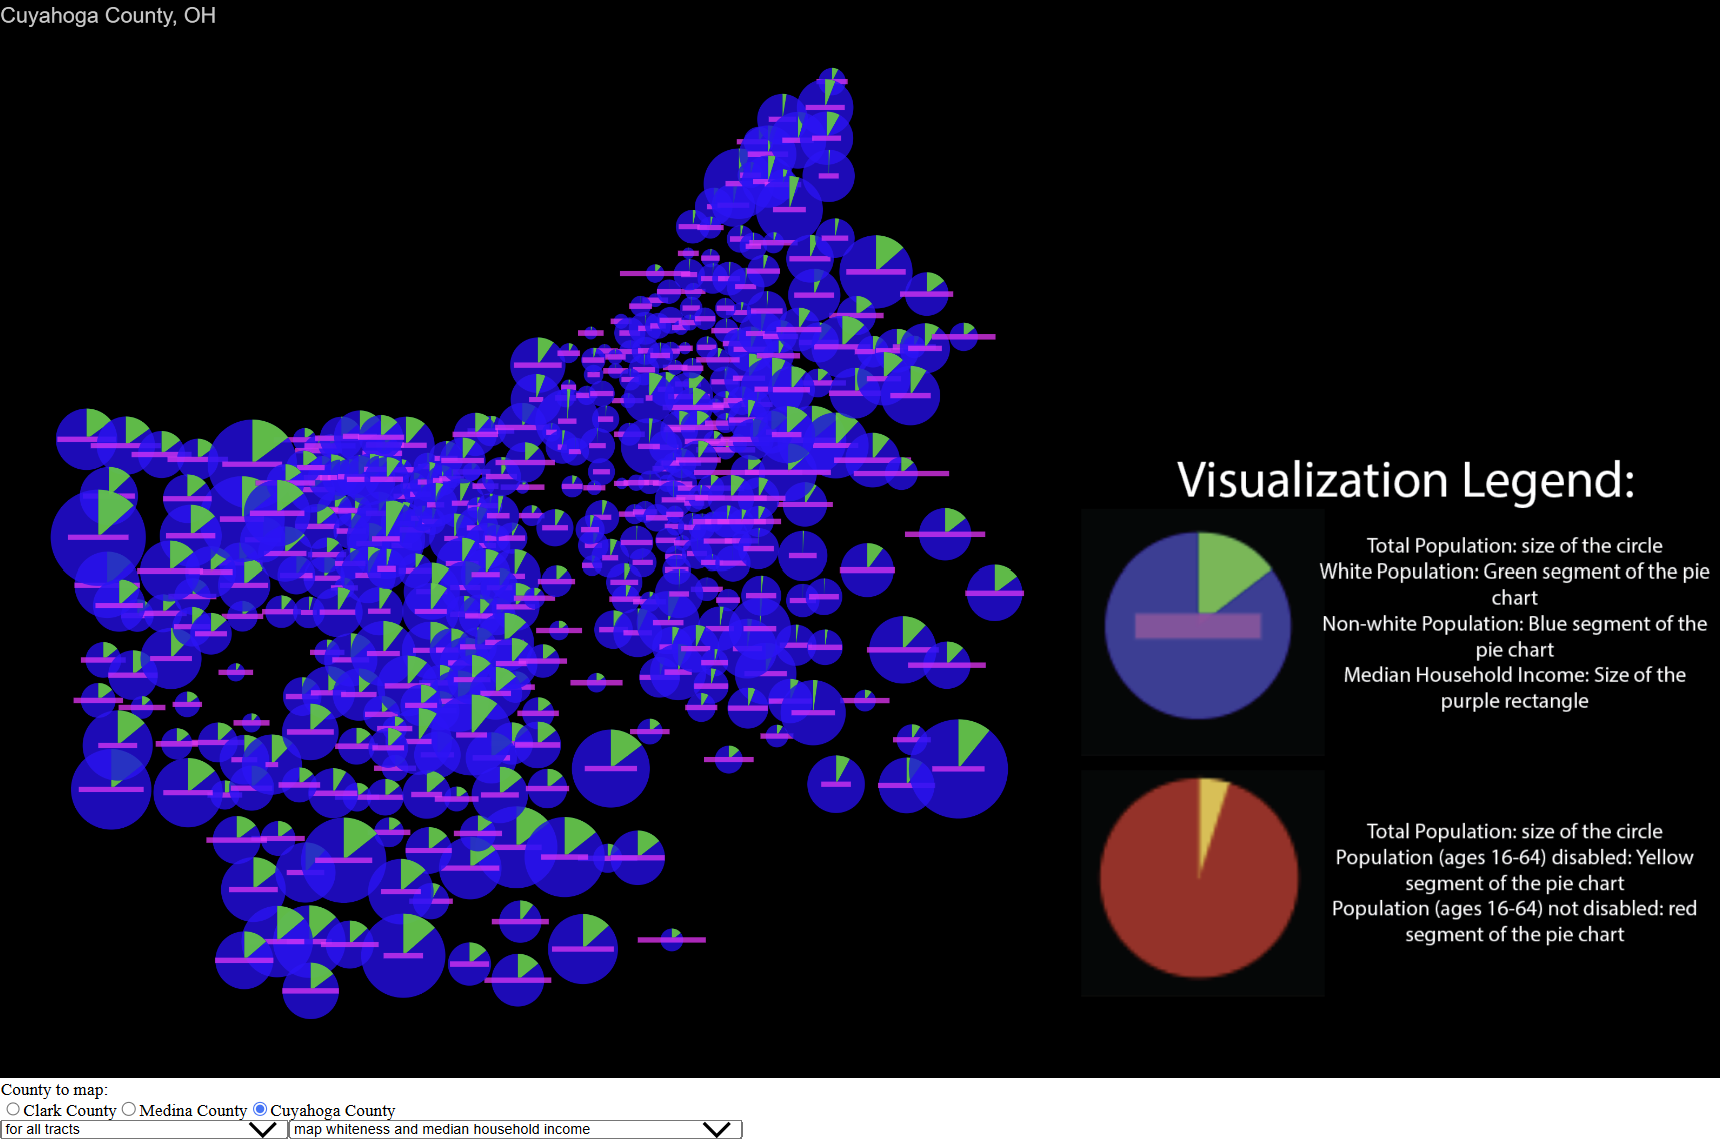 Cuyahoga County, OH
Visualization Legend:
Total Population: size of the circle
White Population: Green segment of the pie
chart
Non-white Population: Blue segment of the
pie chart
Median Household Income: Size of the
purple rectangle
Total Population: size of the circle
Population (ages 16-64) disabled: Yellow
segment of the pie chart
Population (ages 16-64) not disabled: red
segment of the pie chart
County to map:
Clark County Medina County Cuyahoga County
for all tracts map whiteness and median household income